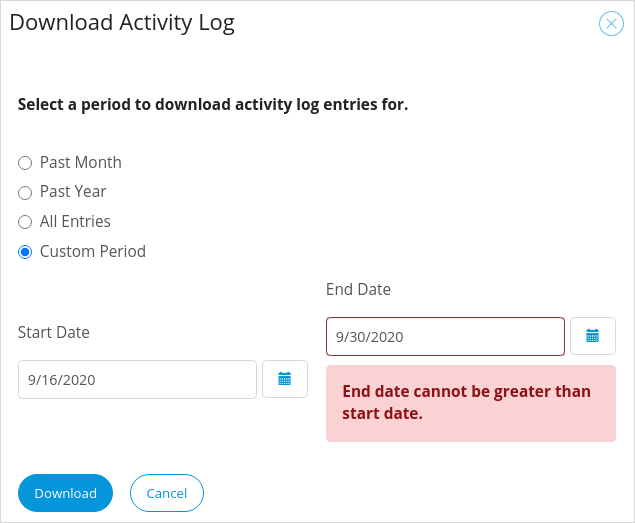 Download Activity Log
Select a period to download activity log entries for.
Past Month
Past Year
All Entries
Custom Period
Start Date
9/16/2020
End Date
9/30/2020
End date cannot be greater than
start date.
Download
Cancel